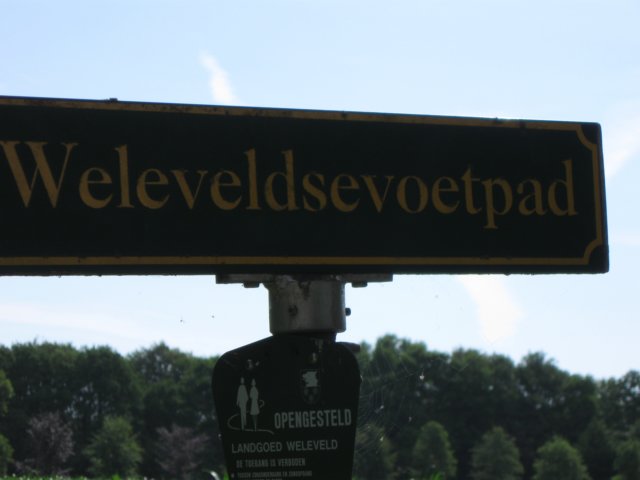 Weleveldsevoetpad
OPENGESTELD
LANDGOED WELEVELD
DE TOEGANG IS VERBODEN